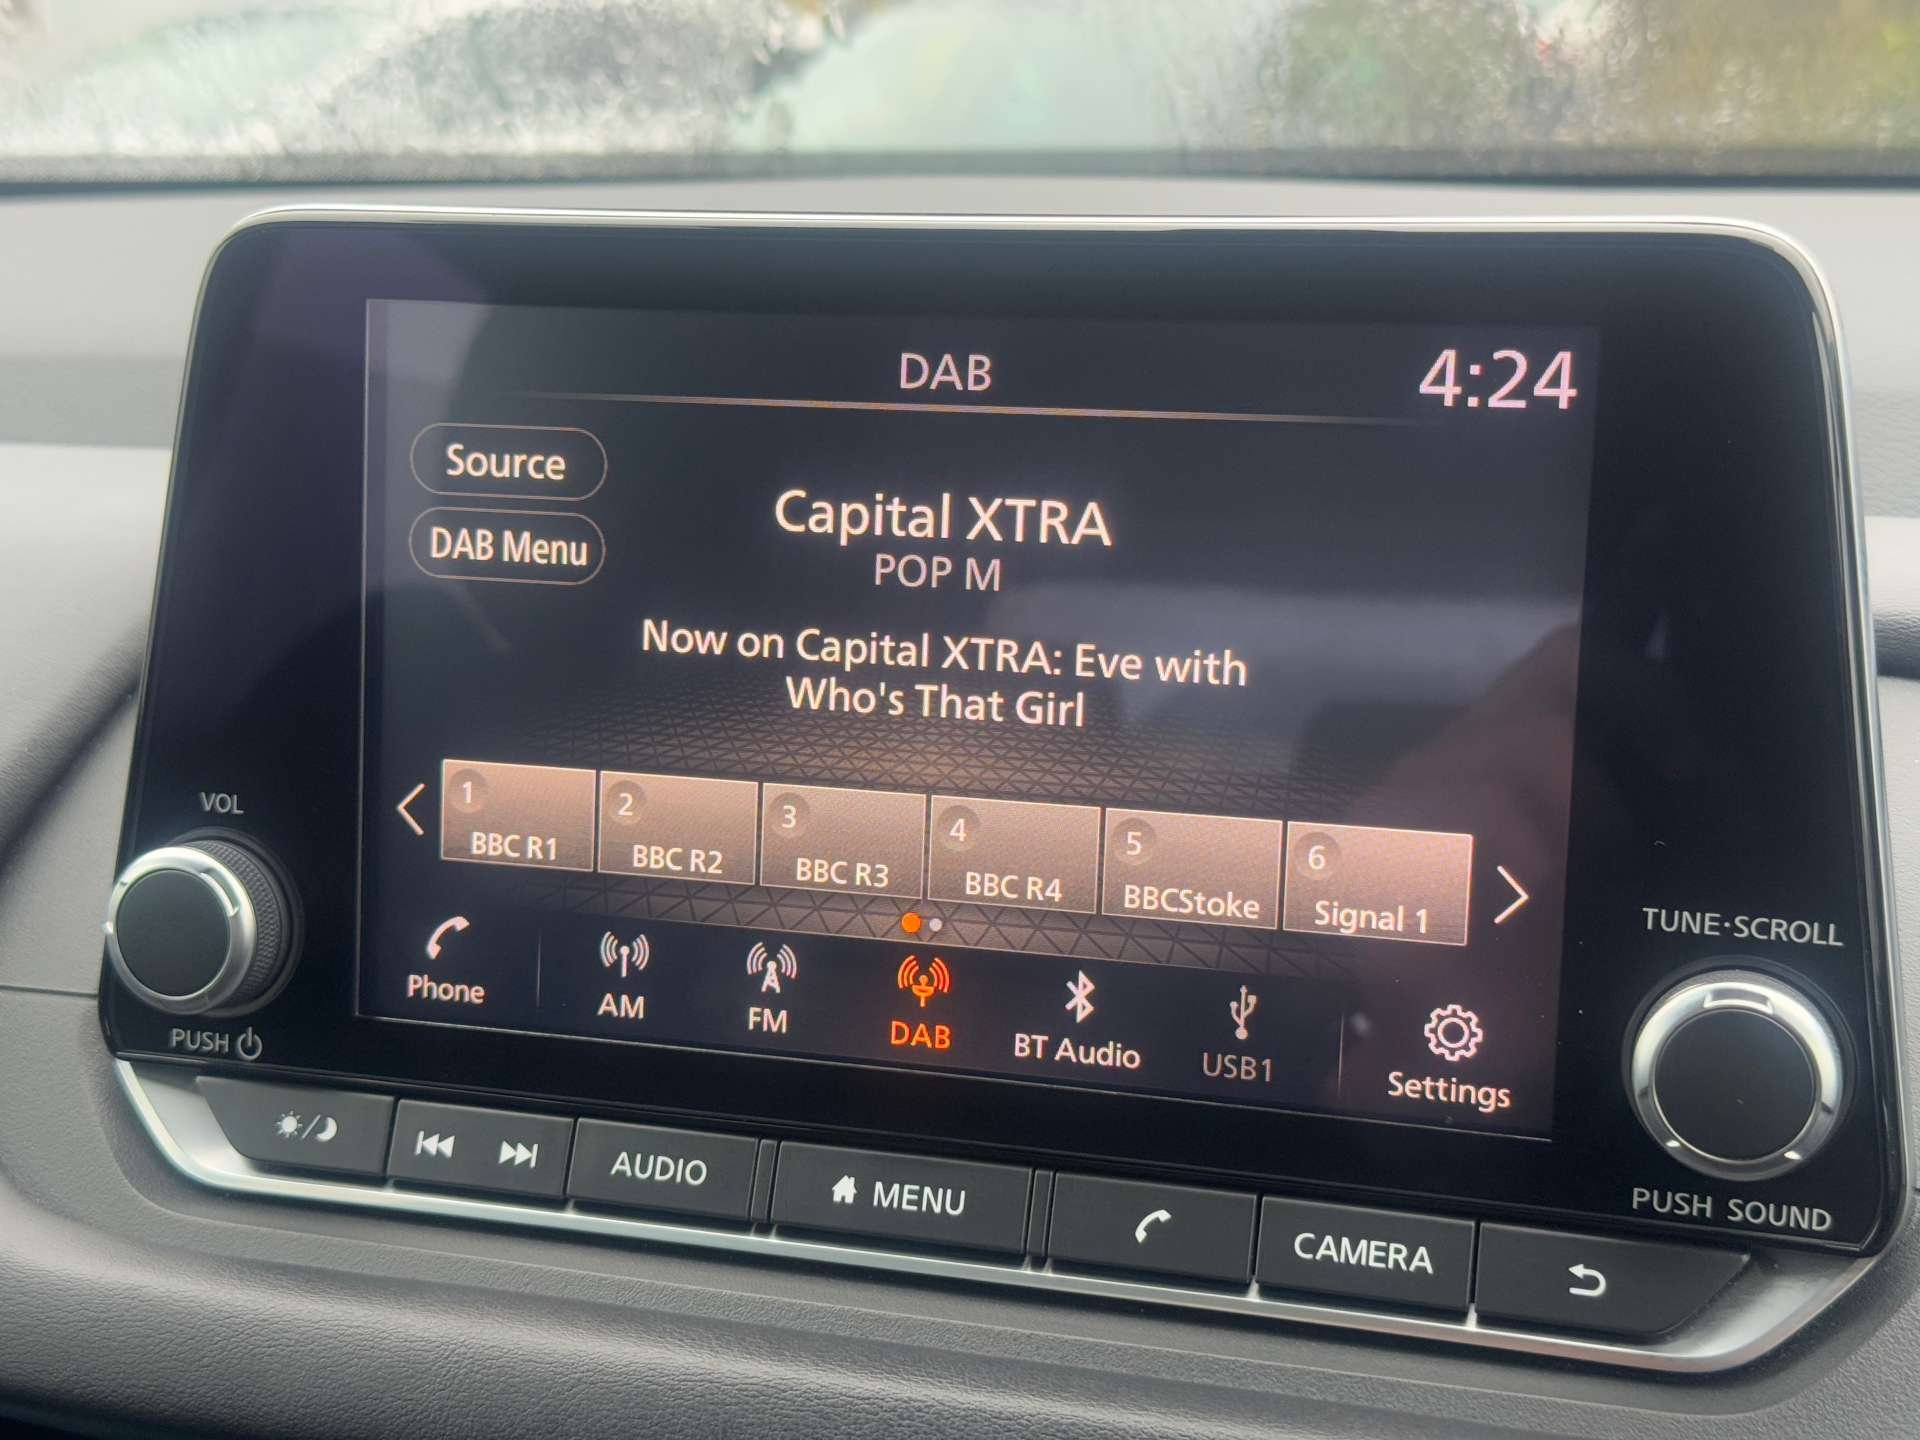 DAB
4:24
Source
DAB Menu
Capital XTRA
POP M
Now on Capital XTRA: Eve with
Who's That Girl
1
BBC R1
2
BBC R2
3
BBC R3
4
BBC R4
5
BBCStoke
6
Signal 1
Phone
AM
FM
DAB
BT Audio
USB1
Settings
VOL
PUSH
TUNE·SCROLL
PUSH SOUND
AUDIO
MENU
CAMERA